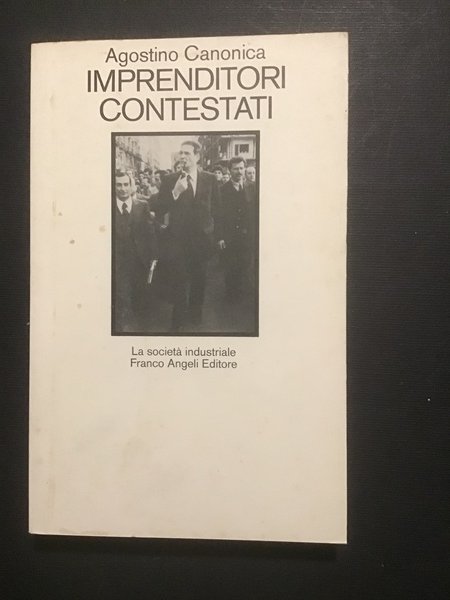 Agostino Canonica
IMPRENDITORI
CONTESTATI
La società industriale
Franco Angeli Editore